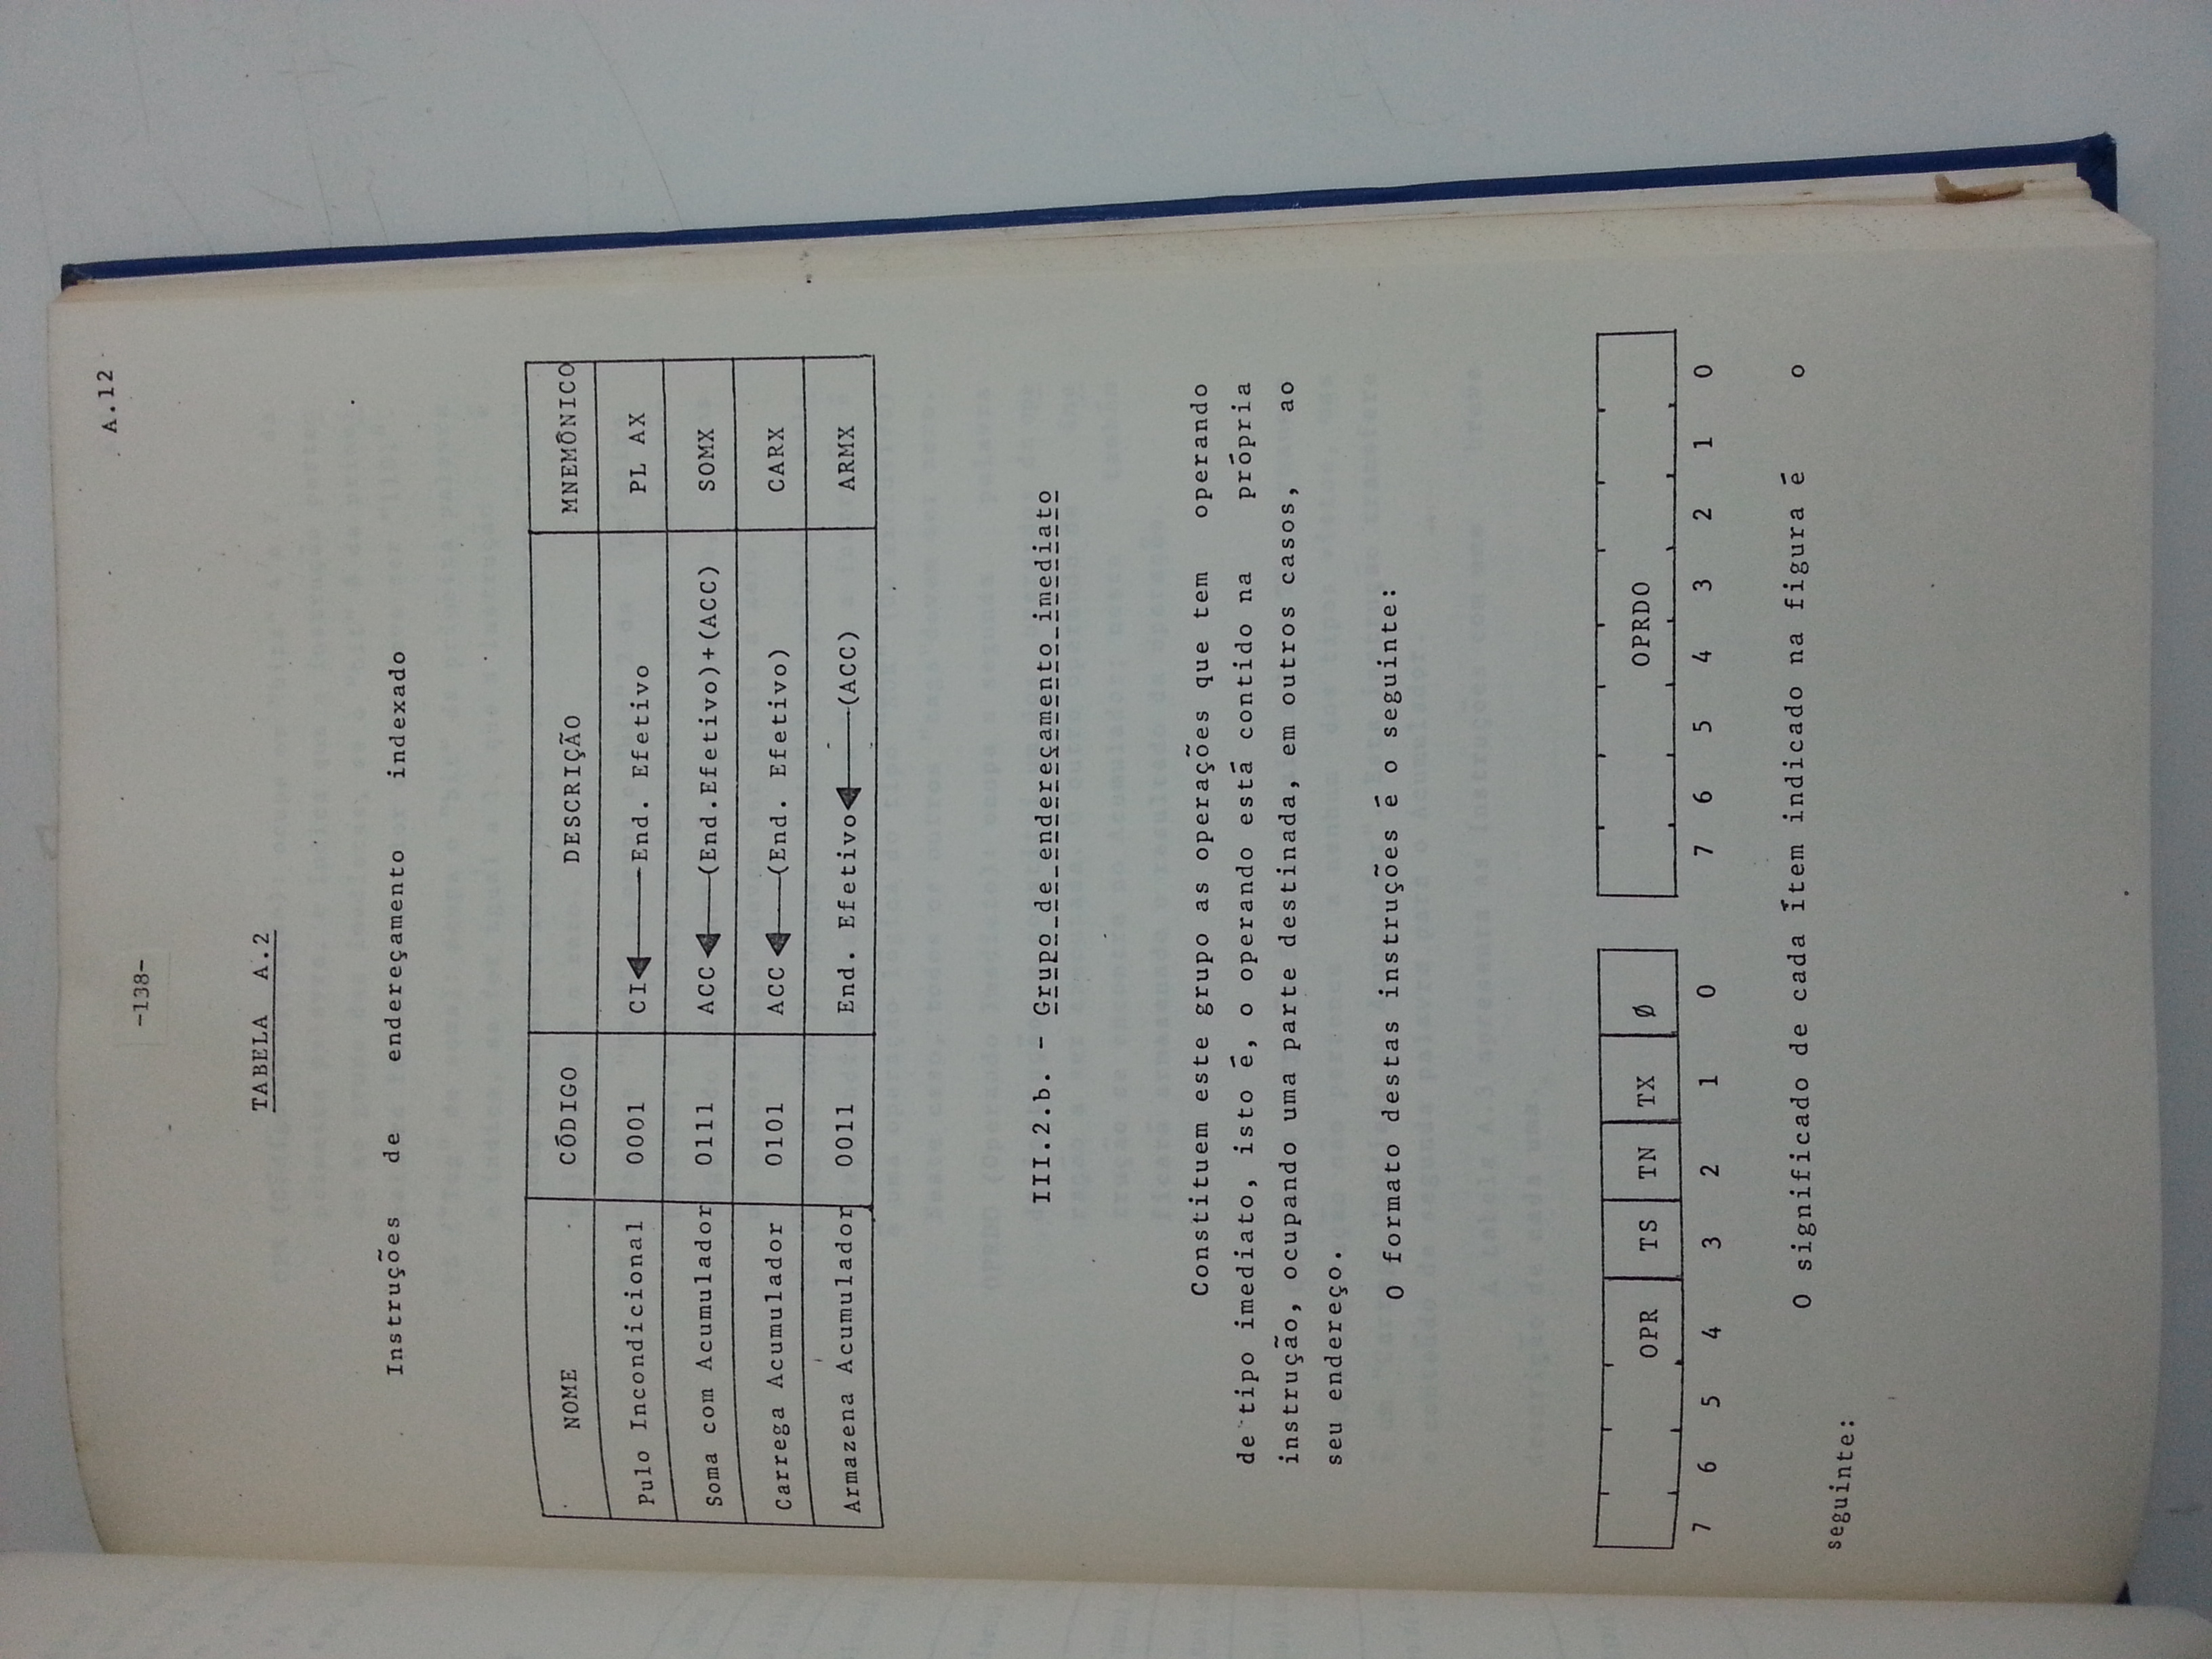 A.12
-138-
TABELA A.2
Instruções de endereçamento por indexado
NOME CÓDIGO DESCRIÇÃO MNEMÔNICO
Pulo Incondicional 0001 CI◄——End. Efetivo PL AX
Soma com Acumulador 0111 ACC◄——(End.Efetivo)+(ACC) SOMX
Carrega Acumulador 0101 ACC◄——(End. Efetivo) CARX
Armazena Acumulador 0011 End. Efetivo◄——(ACC) ARMX
III.2.b. - Grupo de endereçamento imediato
Constituem este grupo as operações que tem operando
de tipo imediato, isto é, o operando está contido na própria
instrução, ocupando uma parte destinada, em outros casos, ao
seu endereço.
O formato destas instruções é o seguinte:
OPR TS TN TX Ø OPRDO
7 6 5 4 3 2 1 0 7 6 5 4 3 2 1 0
O significado de cada ítem indicado na figura é o
seguinte: